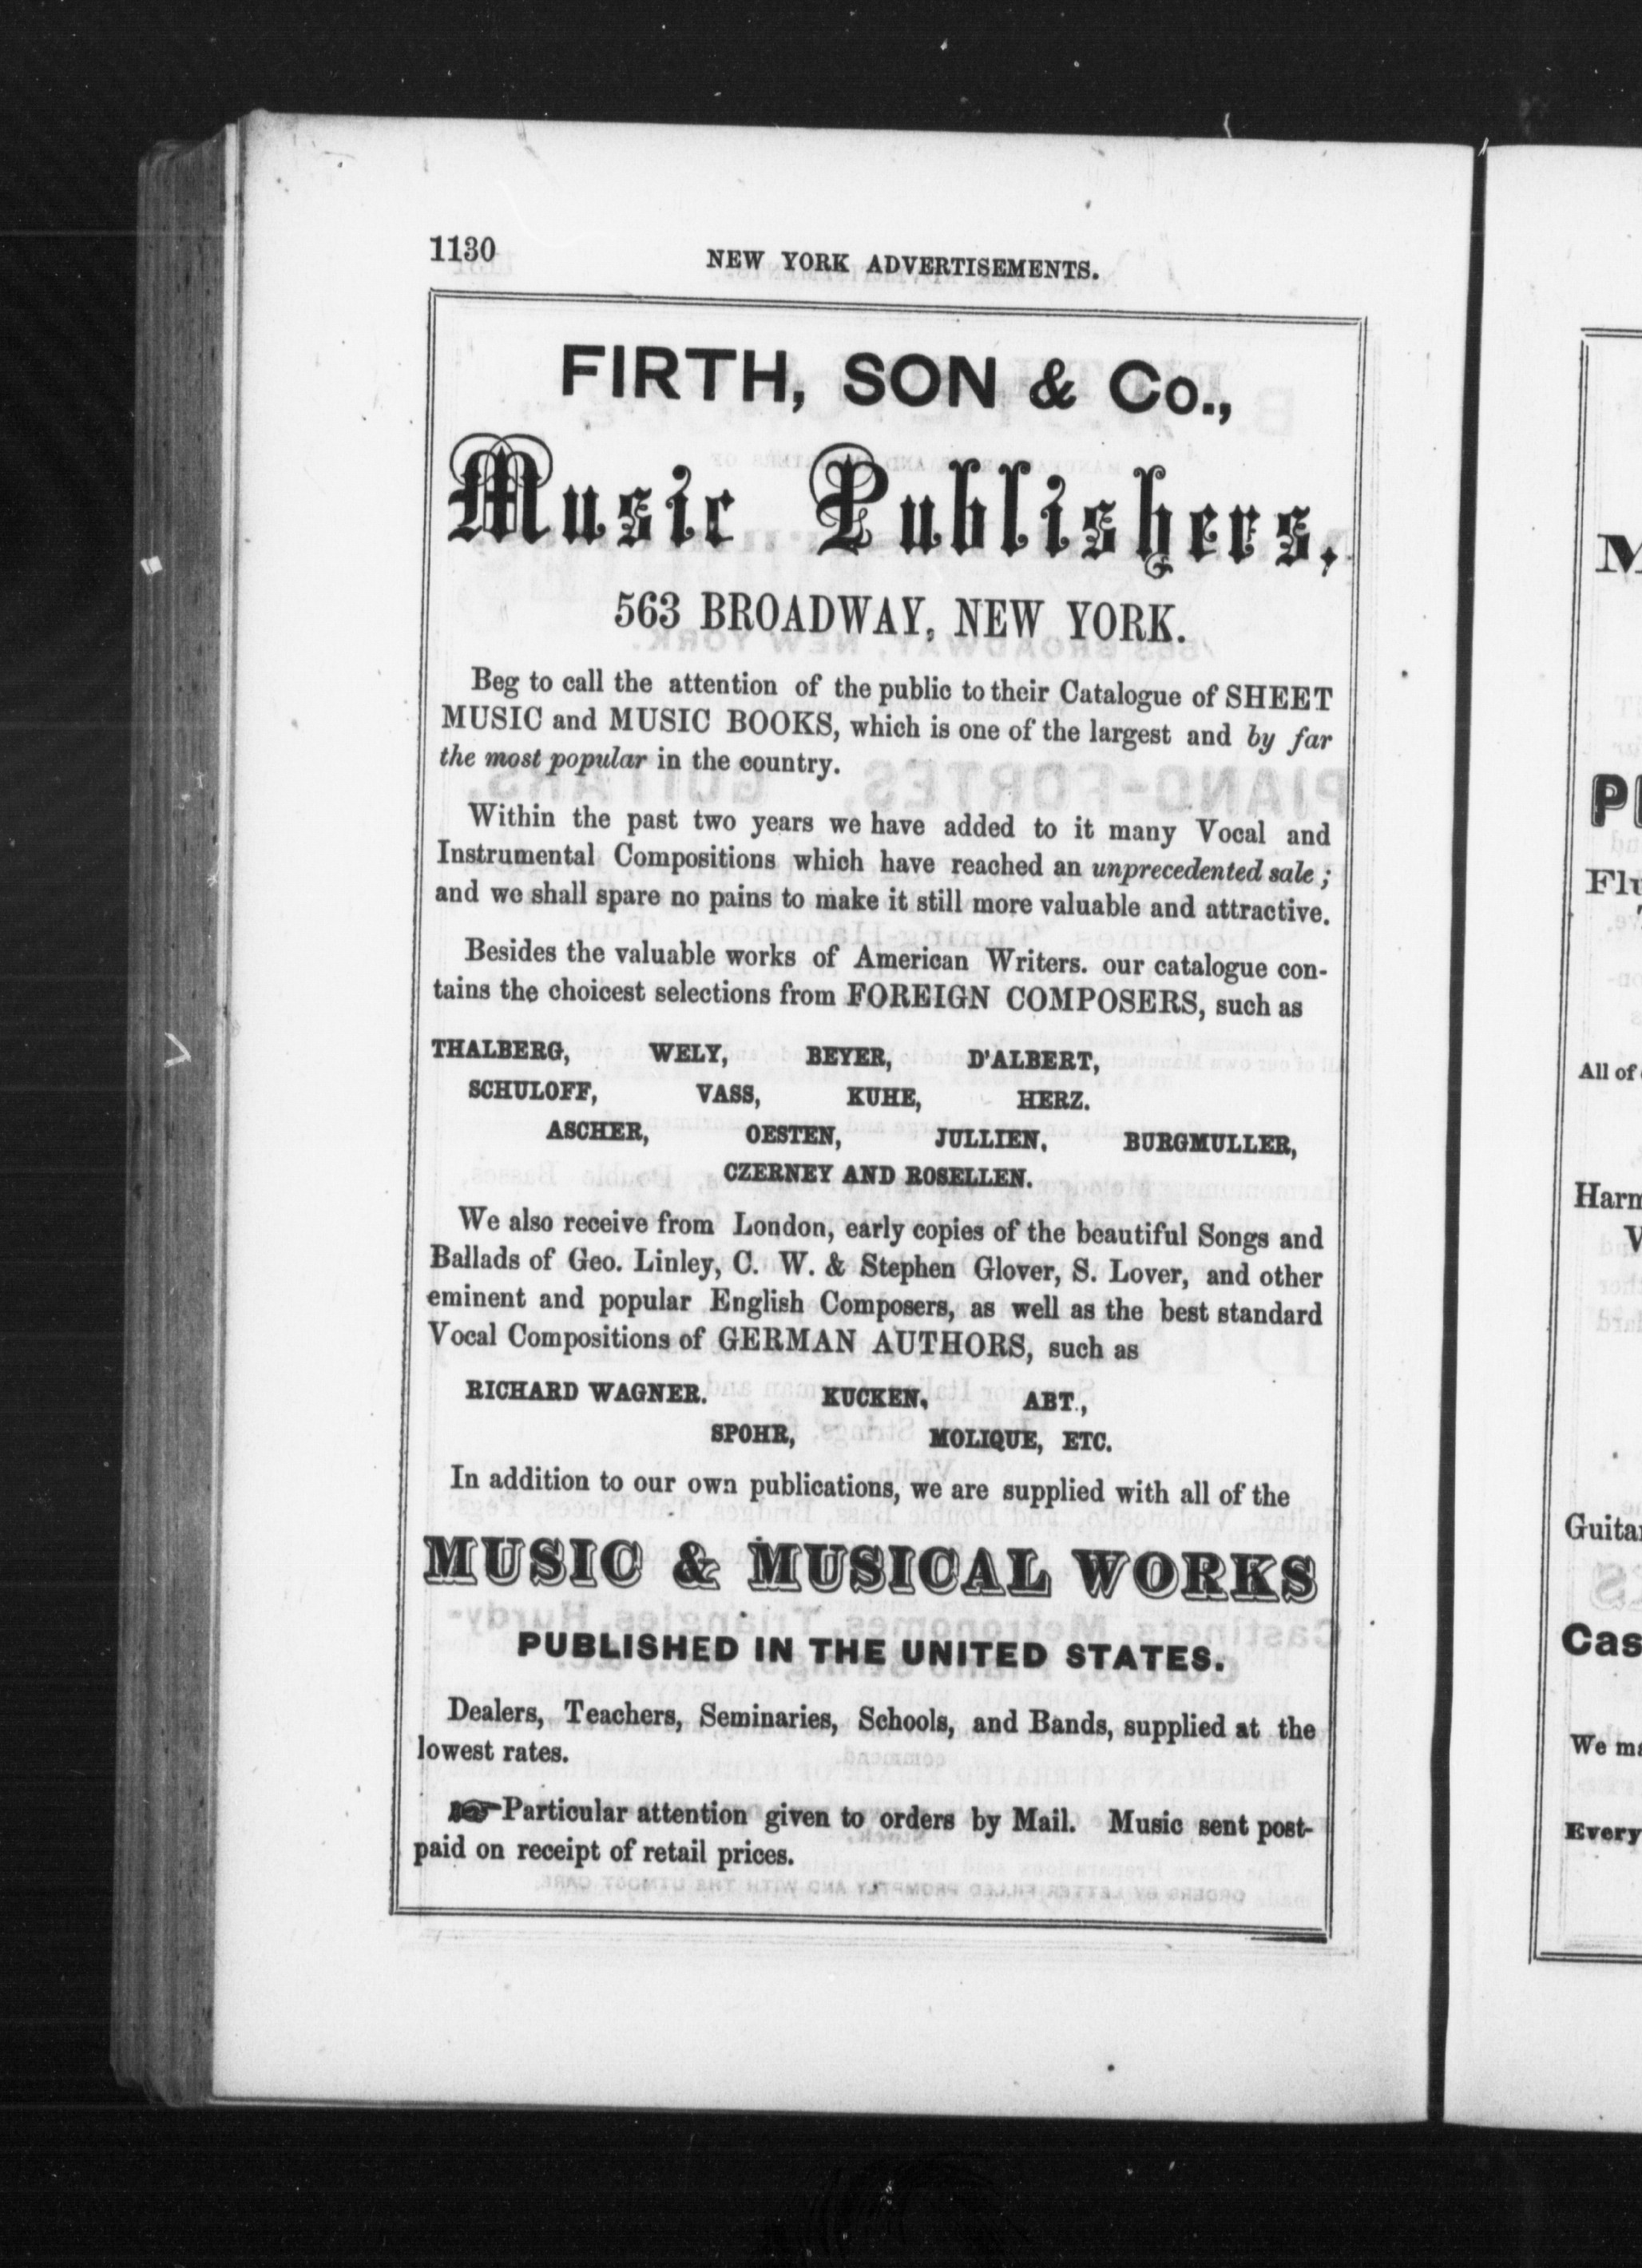 1130
NEW YORK ADVERTISEMENTS.
FIRTH, SON & Co.,
Music Publishers,
563 BROADWAY, NEW YORK.
Beg to call the attention of the public to their Catalogue of SHEET
MUSIC and MUSIC BOOKS, which is one of the largest and by far
the most popular in the country.
Within the past two years we have added to it many Vocal and
Instrumental Compositions which have reached an unprecedented sale;
and we shall spare no pains to make it still more valuable and attractive.
Besides the valuable works of American Writers. our catalogue con-
tains the choicest selections from FOREIGN COMPOSERS, such as
THALBERG, WELY, BEYER, D'ALBERT,
SCHULOFF, VASS, KUHE, HERZ.
ASCHER, OESTEN, JULLIEN, BURGMULLER,
CZERNEY AND ROSELLEN.
We also receive from London, early copies of the beautiful Songs and
Ballads of Geo. Linley, C. W. & Stephen Glover, S. Lover, and other
eminent and popular English Composers, as well as the best standard
Vocal Compositions of GERMAN AUTHORS, such as
RICHARD WAGNER. KUCKEN, ABT.,
SPOHR, MOLIQUE, ETC.
In addition to our own publications, we are supplied with all of the
MUSIC & MUSICAL WORKS
PUBLISHED IN THE UNITED STATES.
Dealers, Teachers, Seminaries, Schools, and Bands, supplied at the
lowest rates.
☞Particular attention given to orders by Mail. Music sent post-
paid on receipt of retail prices.
All of
Cas
We
Every